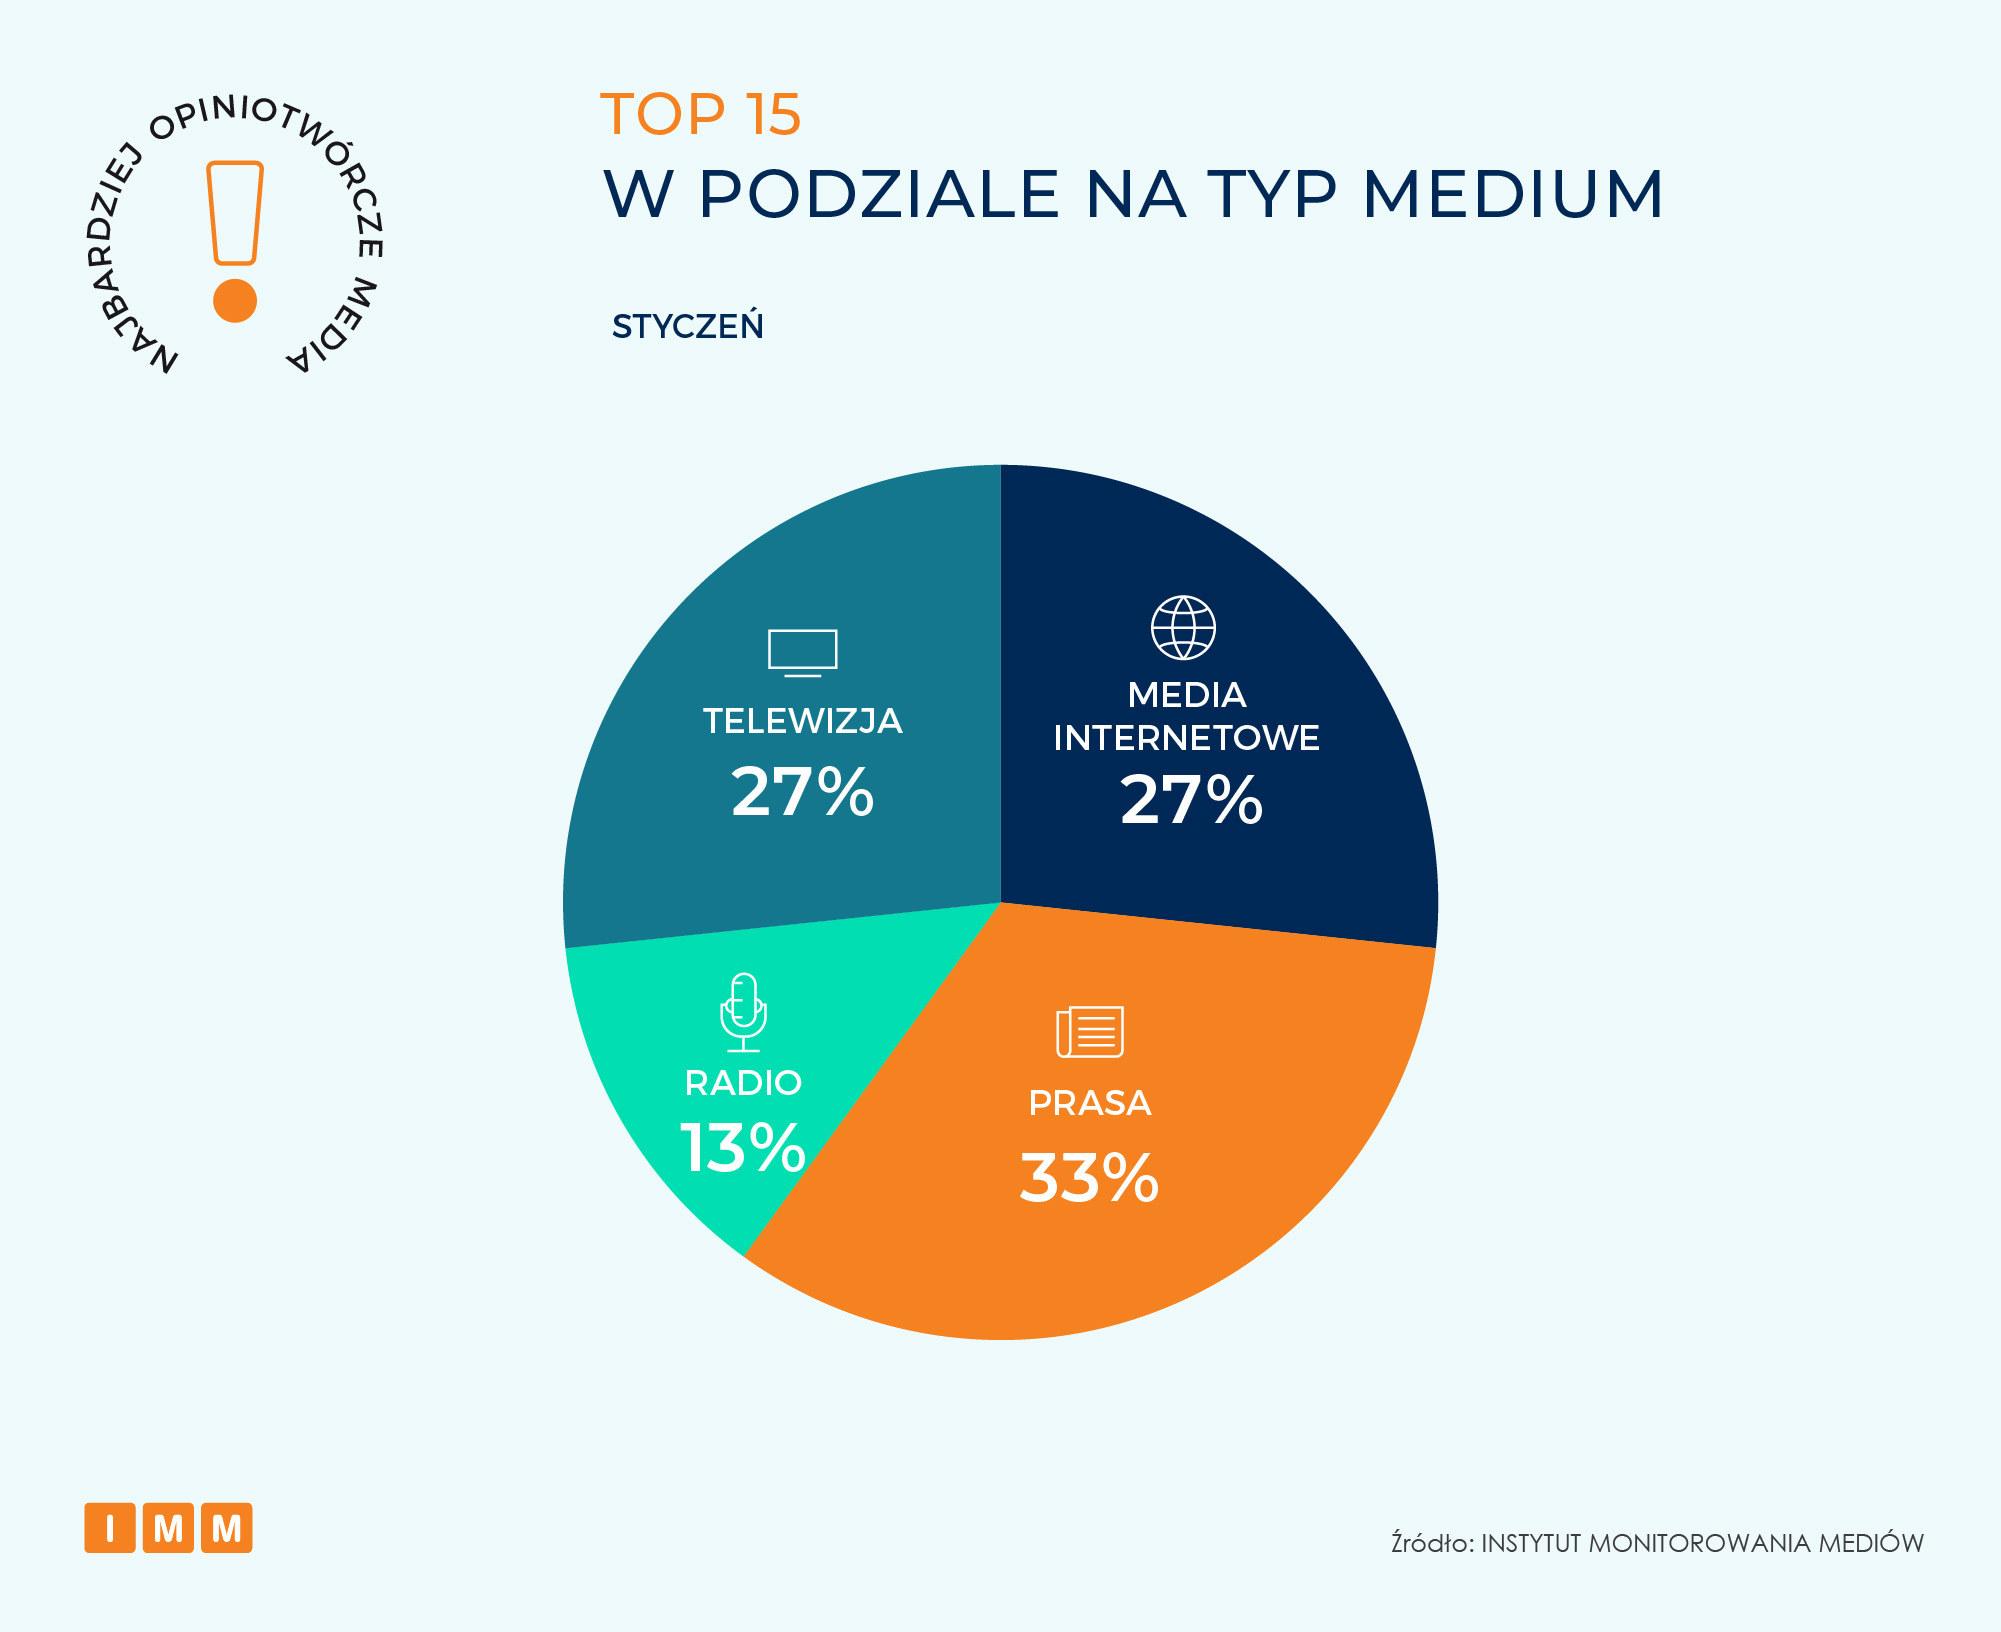 NAJBARDZIEJ OPINIOTWÓRCZE MEDIA
TOP 15
W PODZIALE NA TYP MEDIUM
STYCZEŃ
TELEWIZJA
27%
MEDIA
INTERNETOWE
27%
RADIO
13%
PRASA
33%
IMM
Źródło: INSTYTUT MONITOROWANIA MEDIÓW